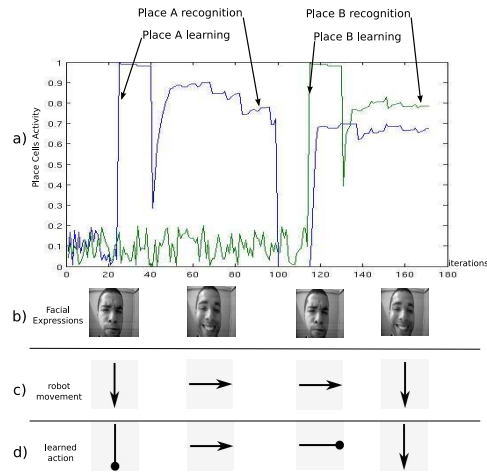 Place A recognition
Place B recognition
Place A learning
Place B learning
a)
Place Cells Activity
1
0.9
0.8
0.7
0.6
0.5
0.4
0.3
0.2
0.1
0
0 20 40 60 80 100 120 140 160 180
iterations
b)
Facial
Expressions
c)
robot
movement
d)
learned
action